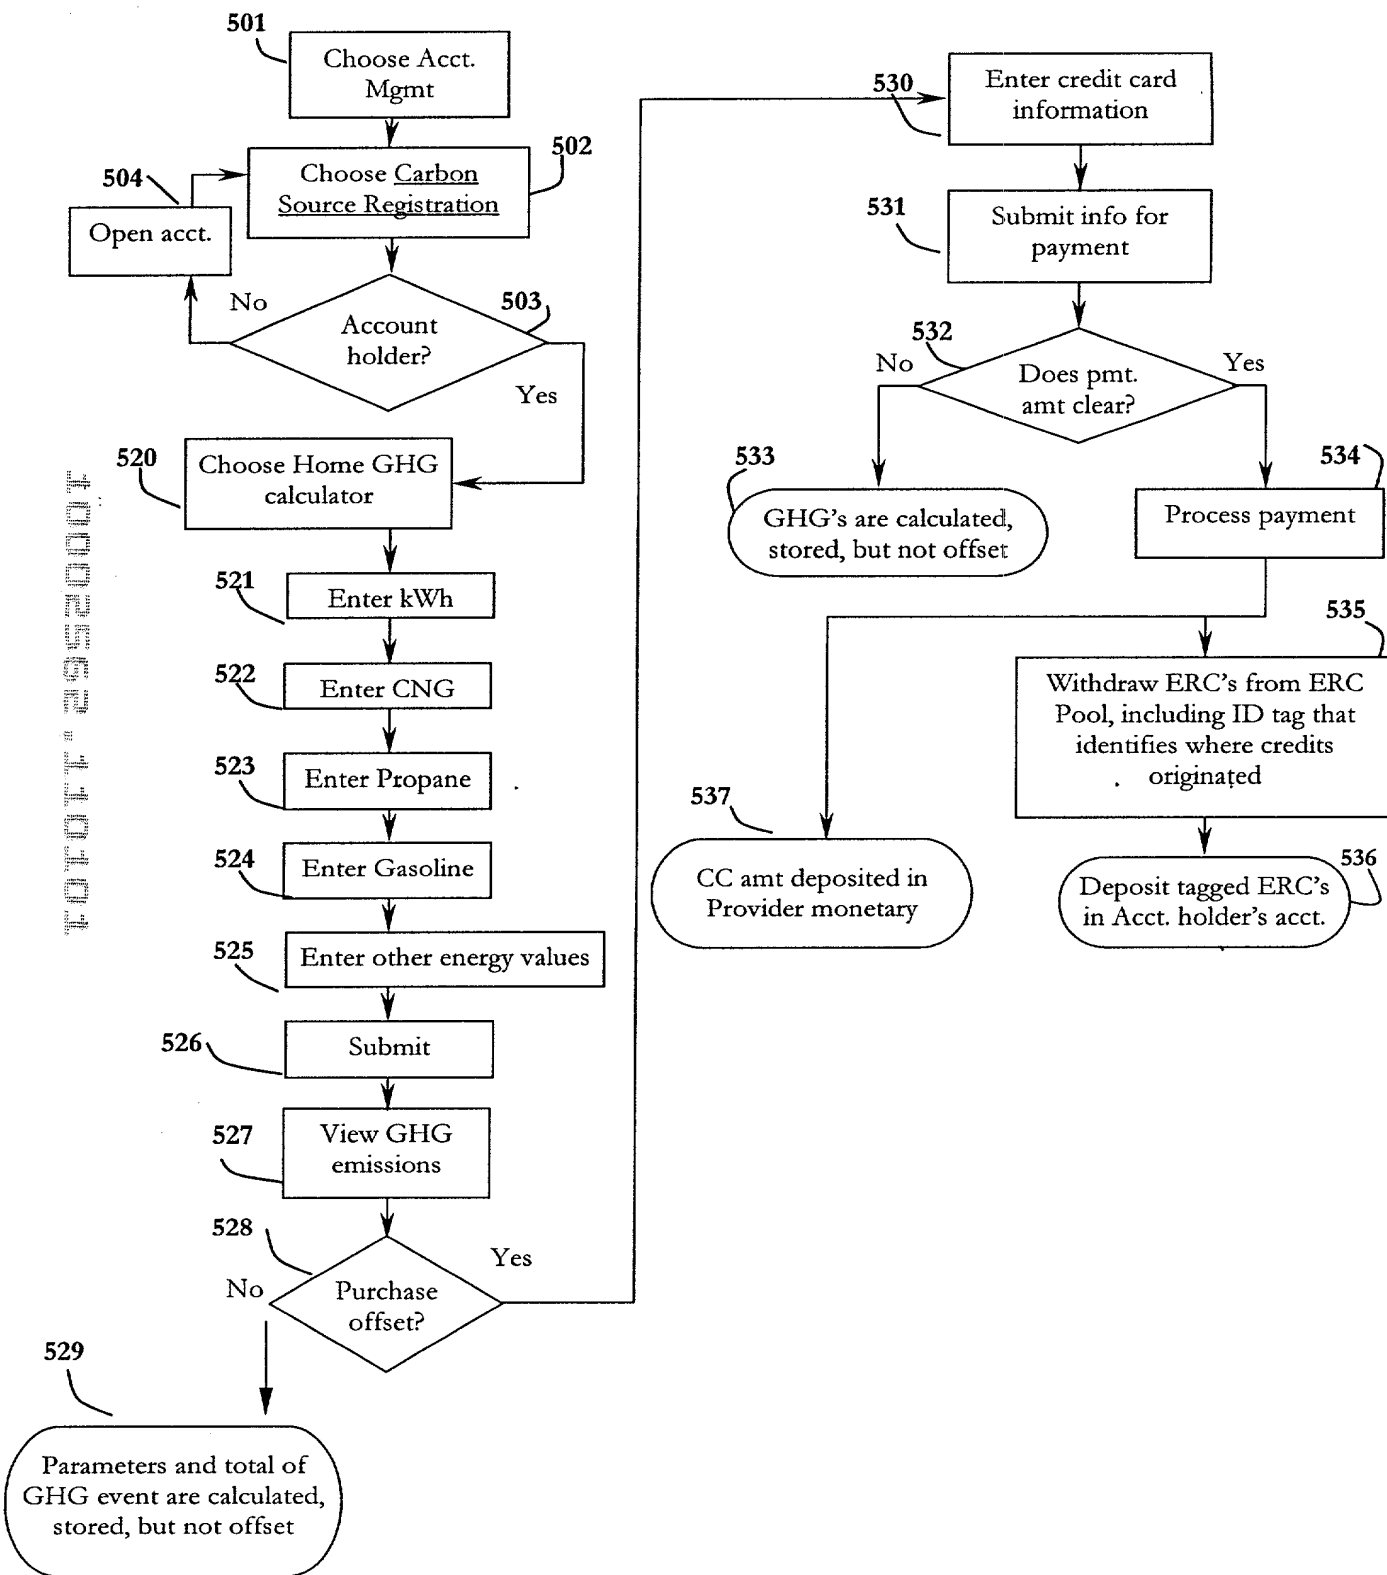 501
Choose Acct.
Mgmt
502
Choose Carbon
Source Registration
504
Open acct.
No
503
Account
holder?
Yes
520
Choose Home GHG
calculator
521
Enter kWh
522
Enter CNG
523
Enter Propane
524
Enter Gasoline
525
Enter other energy values
526
Submit
527
View GHG
emissions
528
Yes
No
Purchase
offset?
529
Parameters and total of
GHG event are calculated,
stored, but not offset
530
Enter credit card
information
531
Submit info for
payment
532
No
Yes
Does pmt.
amt clear?
533
GHG's are calculated,
stored, but not offset
534
Process payment
535
Withdraw ERC's from ERC
Pool, including ID tag that
identifies where credits
originated
537
CC amt deposited in
Provider monetary
536
Deposit tagged ERC's
in Acct. holder's acct.
10002562.110101